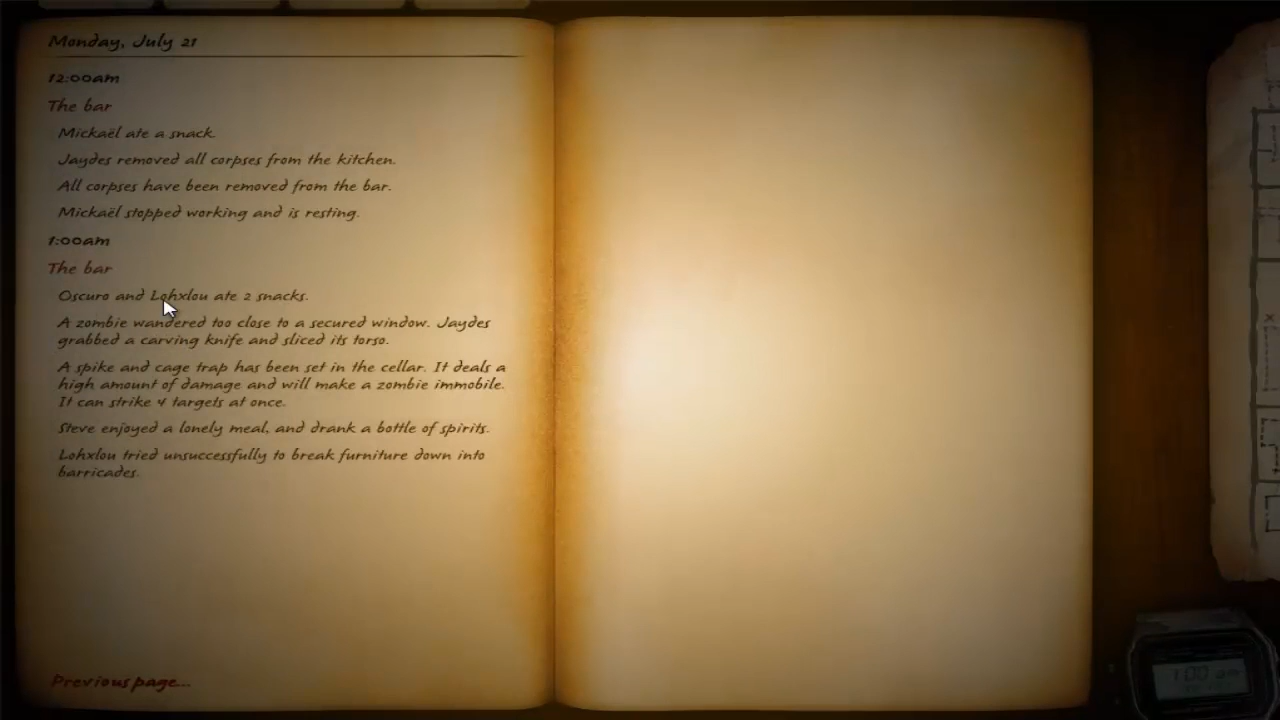 Monday, July 21
12:00am
The bar
Mickaël ate a snack.
Jaydes removed all corpses from the kitchen.
All corpses have been removed from the bar.
Mickaël stopped working and is resting.
1:00am
The bar
Oscuro and Lohxlou ate 2 snacks.
A zombie wandered too close to a secured window. Jaydes
grabbed a carving knife and sliced its torso.
A spike and cage trap has been set in the cellar. It deals a
high amount of damage and will make a zombie immobile.
It can strike 4 targets at once.
Steve enjoyed a lonely meal, and drank a bottle of spirits.
Lohxlou tried unsuccessfully to break furniture down into
barricades.
Previous page...
1:00 am